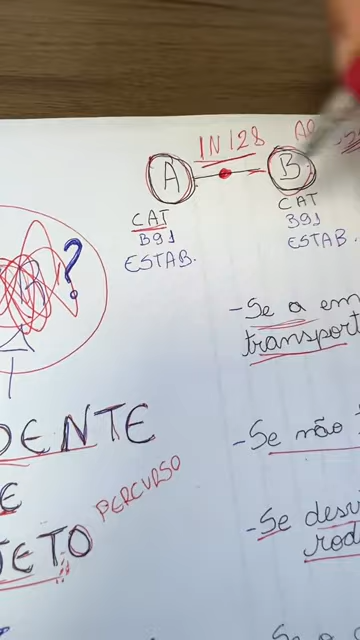 IN 128
A
B
CAT
B91
ESTAB.
CAT
B91
ESTAB.
?
- Se a em
transport
DENTE
- Se não
E
PERCURSO
JETO
- Se desv
rod